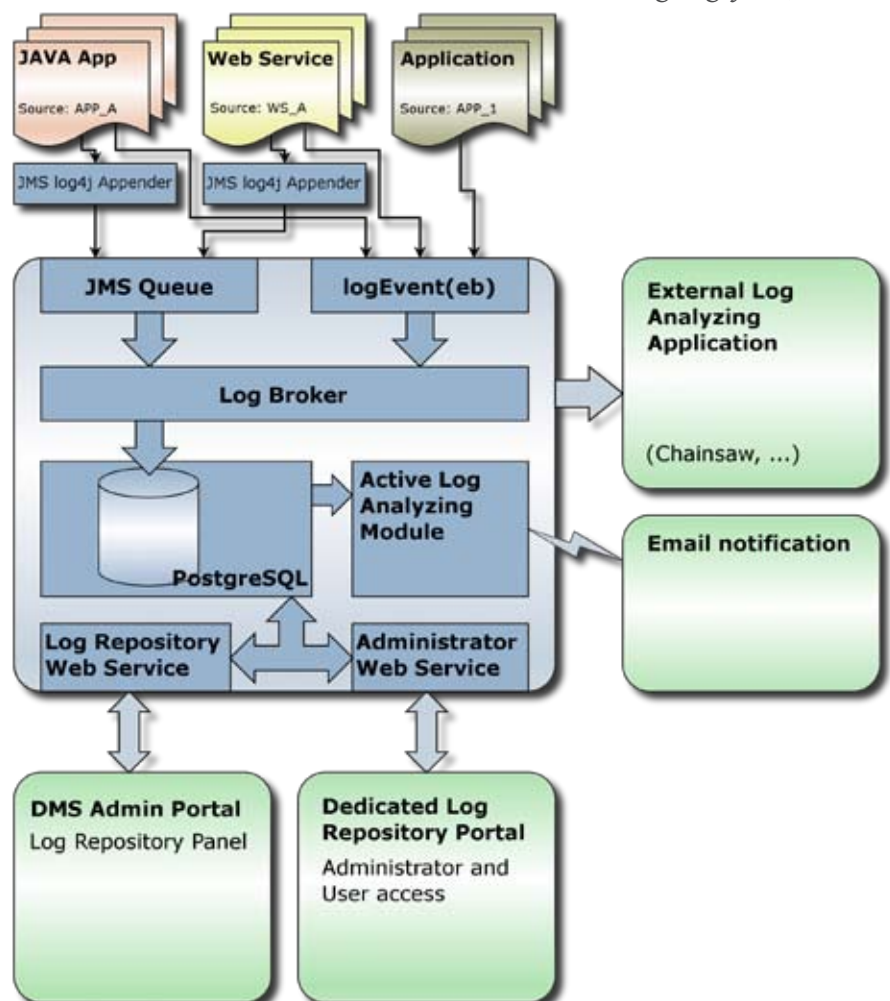 JAVA App
Source: APP_A
Web Service
Source: WS_A
Application
Source: APP_1
JMS log4j Appender
JMS log4j Appender
JMS Queue
logEvent(eb)
Log Broker
External Log
Analyzing
Application
(Chainsaw, ...)
PostgreSQL
Active Log
Analyzing
Module
Email notification
Log Repository
Web Service
Administrator
Web Service
DMS Admin Portal
Log Repository Panel
Dedicated Log
Repository Portal
Administrator and
User access